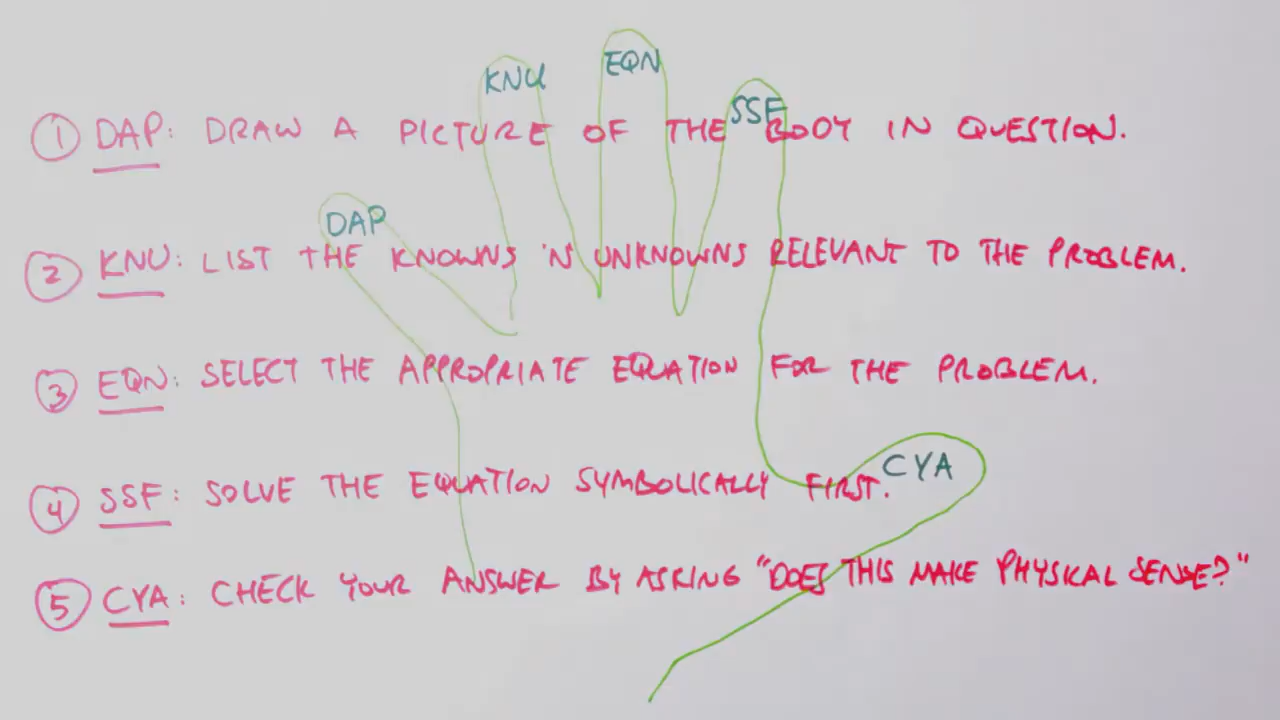 KNU
EQN
SSF
① DAP: DRAW A PICTURE OF THE BODY IN QUESTION.
DAP
② KNU: LIST THE KNOWNS 'N UNKNOWNS RELEVANT TO THE PROBLEM.
③ EQN: SELECT THE APPROPRIATE EQUATION FOR THE PROBLEM.
CYA
④ SSF: SOLVE THE EQUATION SYMBOLICALLY FIRST.
⑤ CYA: CHECK YOUR ANSWER BY ASKING "DOES THIS MAKE PHYSICAL SENSE?"